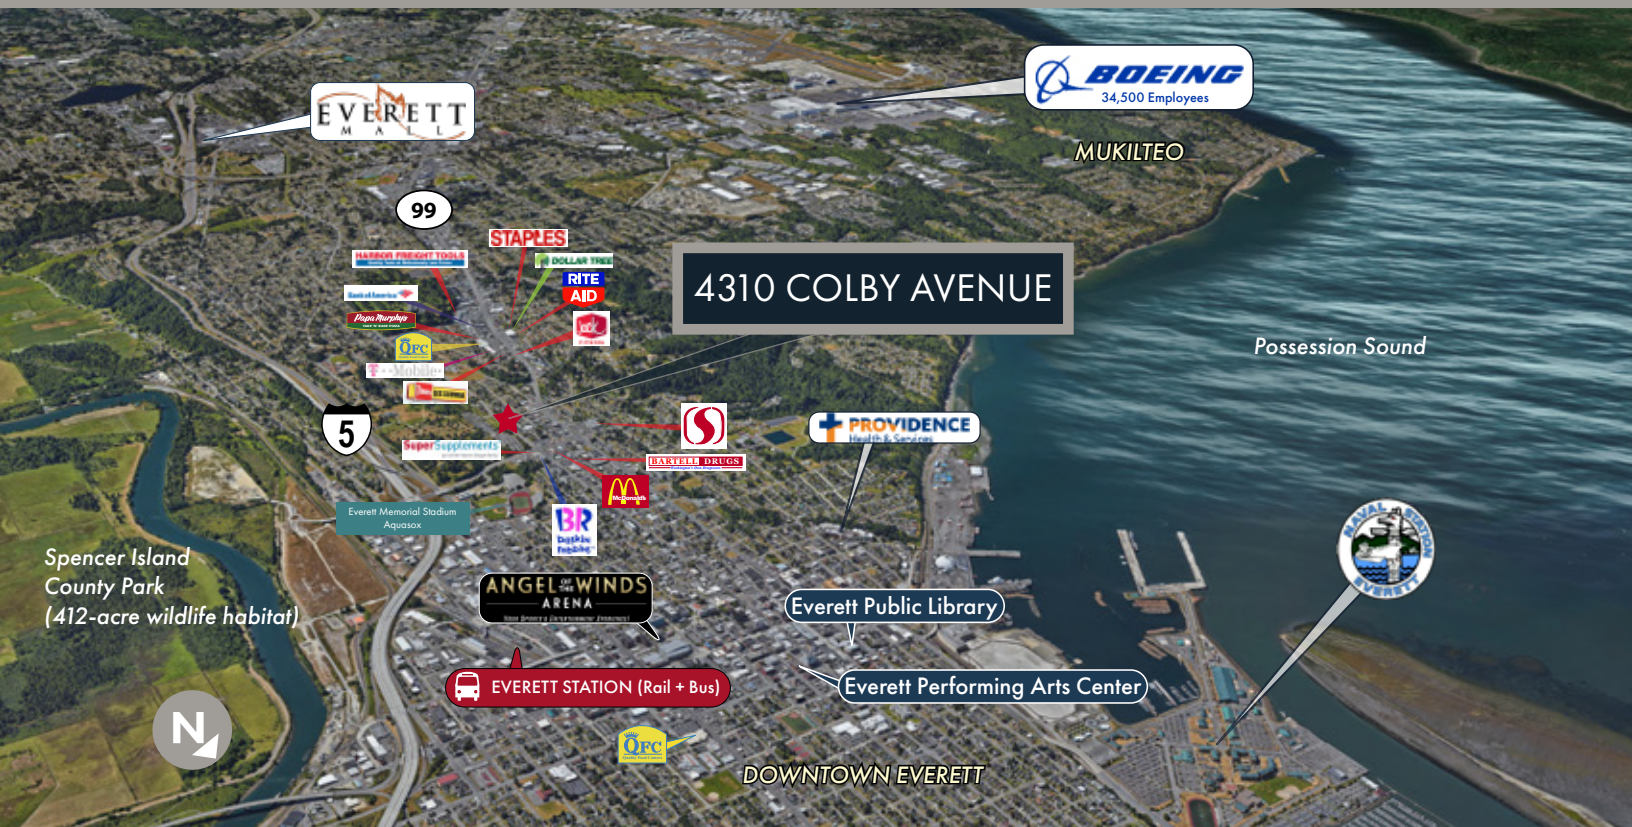 BOEING
34,500 Employees
EVERETT
MALL
MUKILTEO
99
STAPLES
HARBOR FREIGHT TOOLS
DOLLAR TREE
RITE
AID
4310 COLBY AVENUE
Bank of America
Papa Murphy's
QFC
T-Mobile
Possession Sound
5
PROVIDENCE
Health & Services
Super Supplements
BARTELL DRUGS
McDonald's
BR
Baskin
Robbins
Everett Memorial Stadium
Aquasox
NAVAL STATION
EVERETT
Spencer Island
County Park
(412-acre wildlife habitat)
ANGEL OF THE WINDS
ARENA
Everett Public Library
EVERETT STATION (Rail + Bus)
Everett Performing Arts Center
N
QFC
DOWNTOWN EVERETT